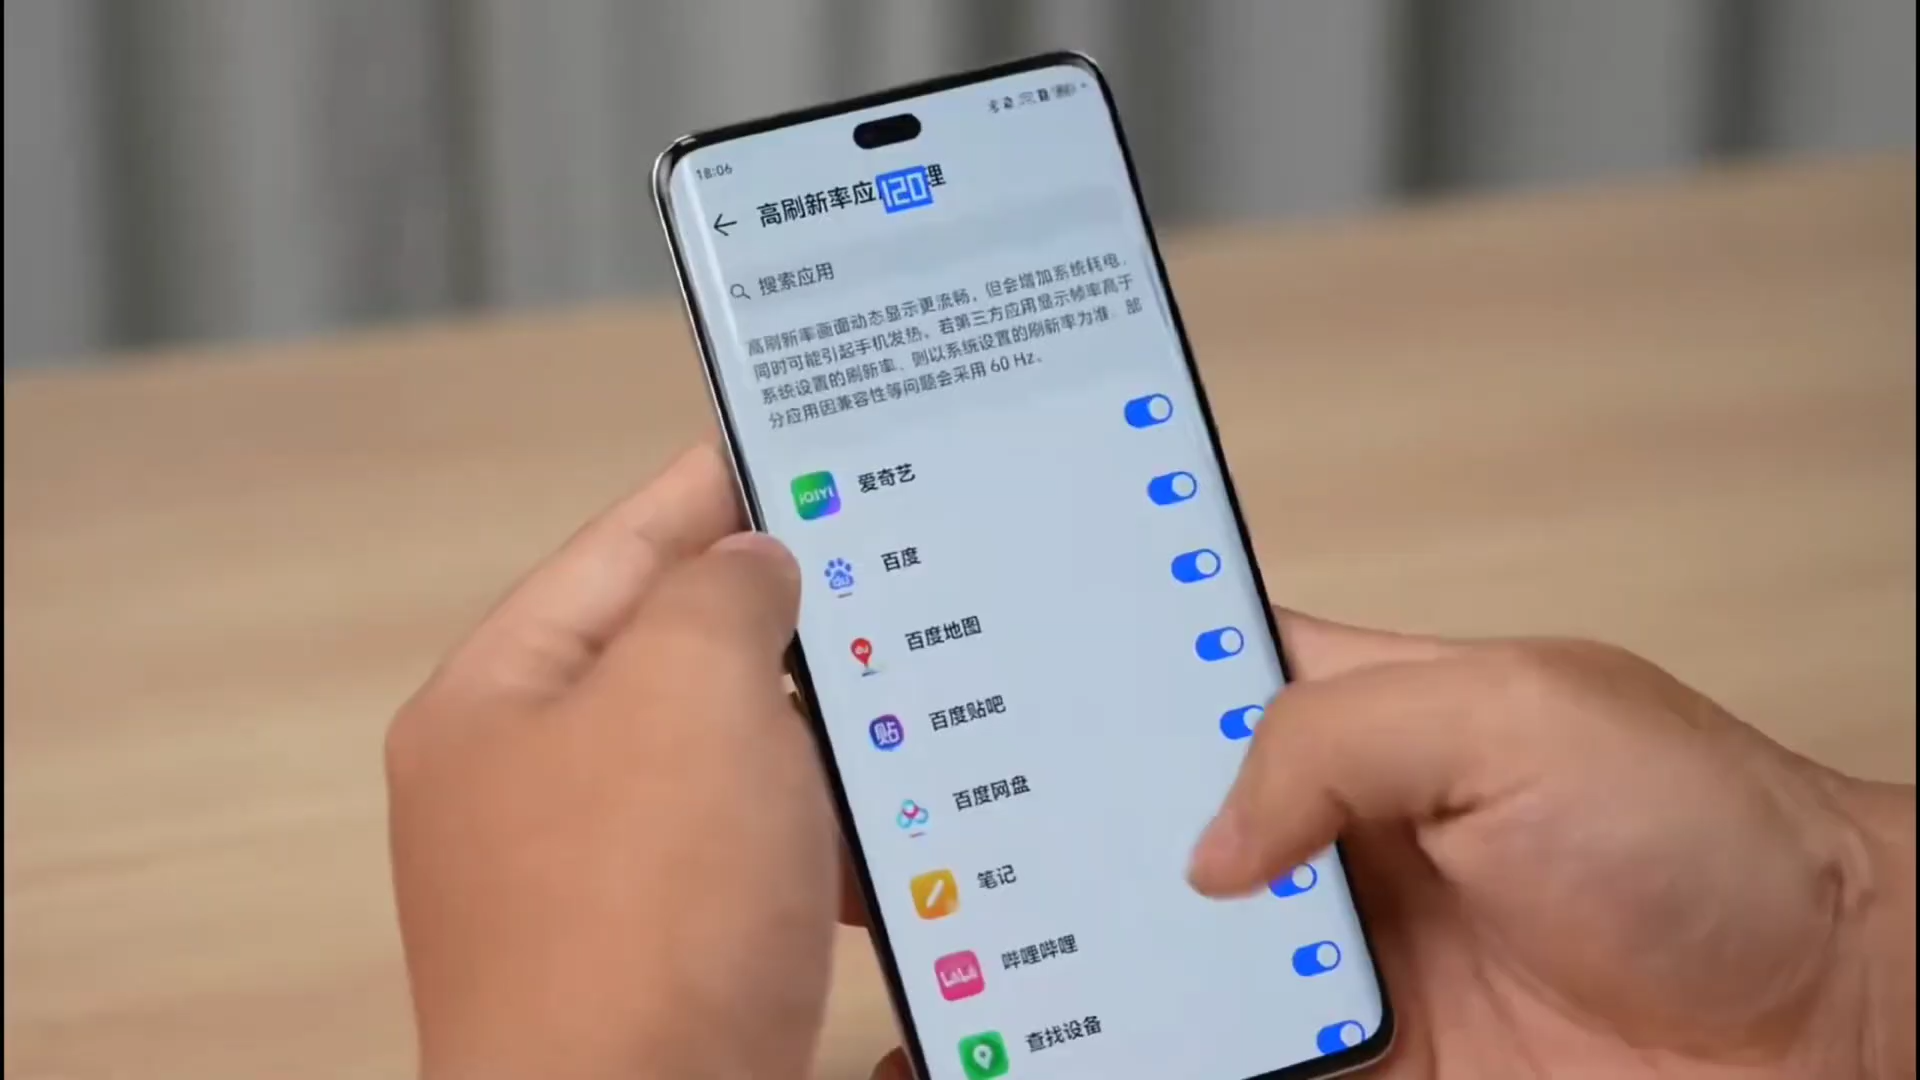 18:06
高刷新率应 120 理
搜索应用
高刷新率画面动态显示更流畅，但会增加系统耗电，
同时可能引起手机发热。若第三方应用显示帧率高于
系统设置的刷新率，则以系统设置的刷新率为准，部
分应用因兼容性等问题会采用 60 Hz。
iQIYI 爱奇艺
du 百度
du 百度地图
贴 百度贴吧
百度网盘
笔记
哔哩哔哩
查找设备